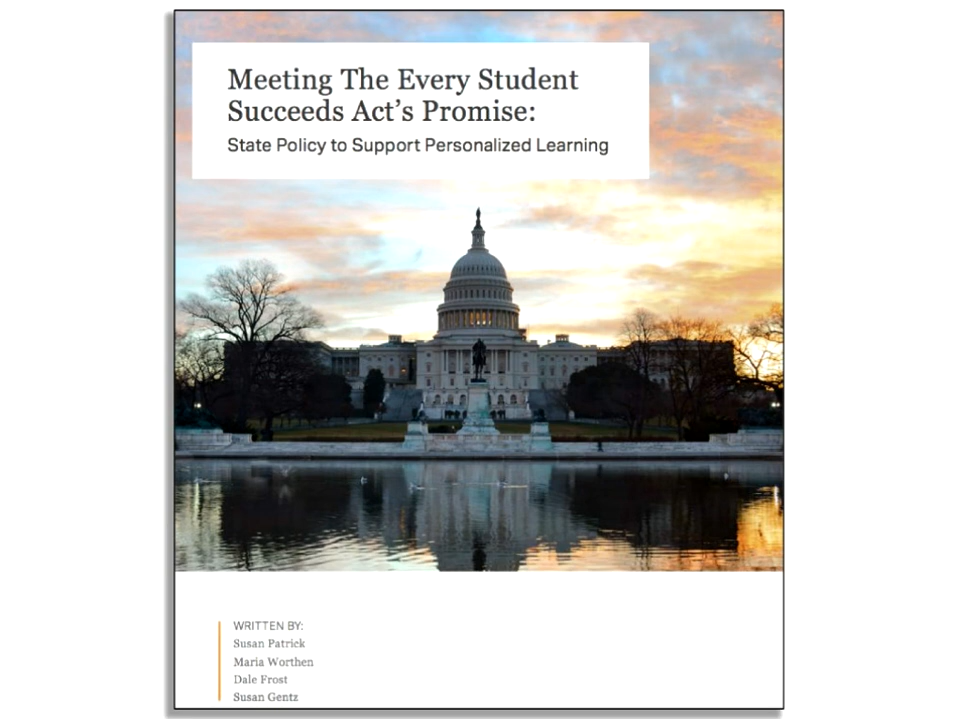 Meeting The Every Student
Succeeds Act’s Promise:
State Policy to Support Personalized Learning
WRITTEN BY:
Susan Patrick
Maria Worthen
Dale Frost
Susan Gentz